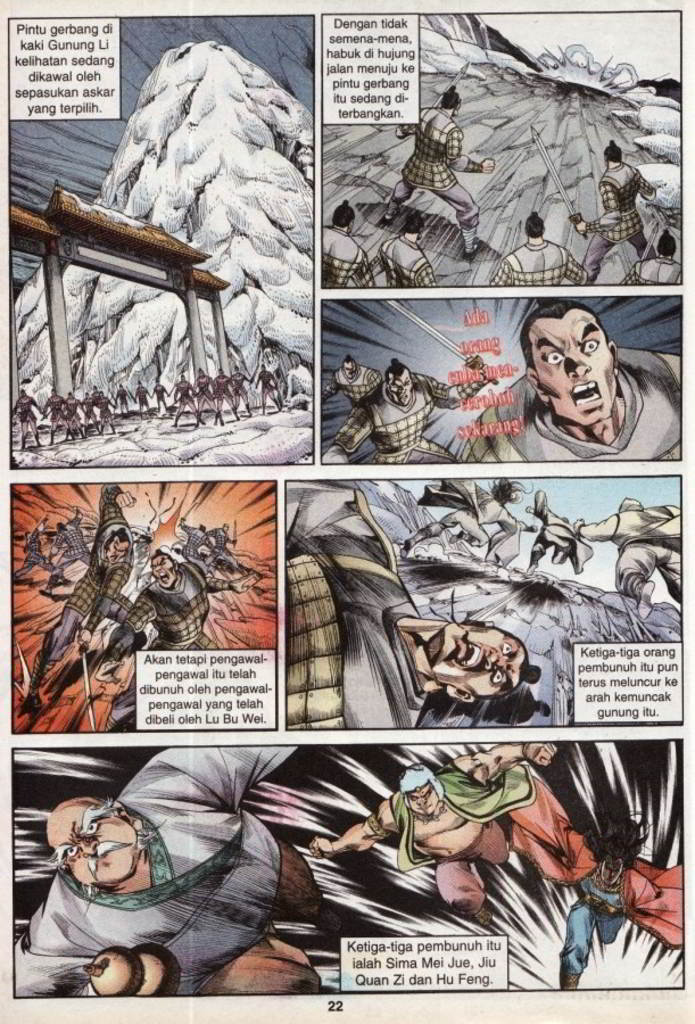 Pintu gerbang di
kaki Gunung Li
kelihatan sedang
dikawal oleh
sepasukan askar
yang terpilih.
Dengan tidak
semena-mena,
habuk di hujung
jalan menuju ke
pintu gerbang
itu sedang di-
terbangkan.
Ada
orang
cuba men-
ceroboh
sekarang!
Akan tetapi pengawal-
pengawal itu telah
dibunuh oleh pengawal-
pengawal yang telah
dibeli oleh Lu Bu Wei.
Ketiga-tiga orang
pembunuh itu pun
terus meluncur ke
arah kemuncak
gunung itu.
Ketiga-tiga pembunuh itu
ialah Sima Mei Jue, Jiu
Quan Zi dan Hu Feng.
22